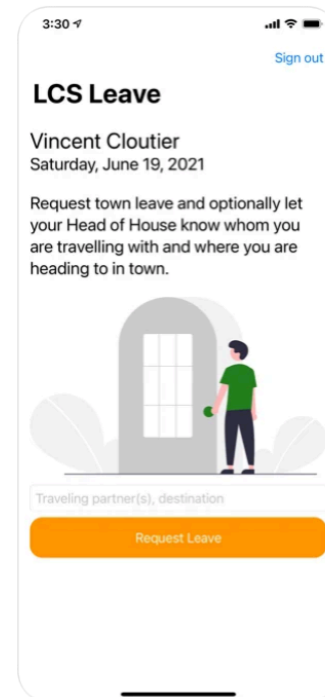 3:30
Sign out
LCS Leave
Vincent Cloutier
Saturday, June 19, 2021
Request town leave and optionally let
your Head of House know whom you
are travelling with and where you are
heading to in town.
Traveling partner(s), destination
Request Leave